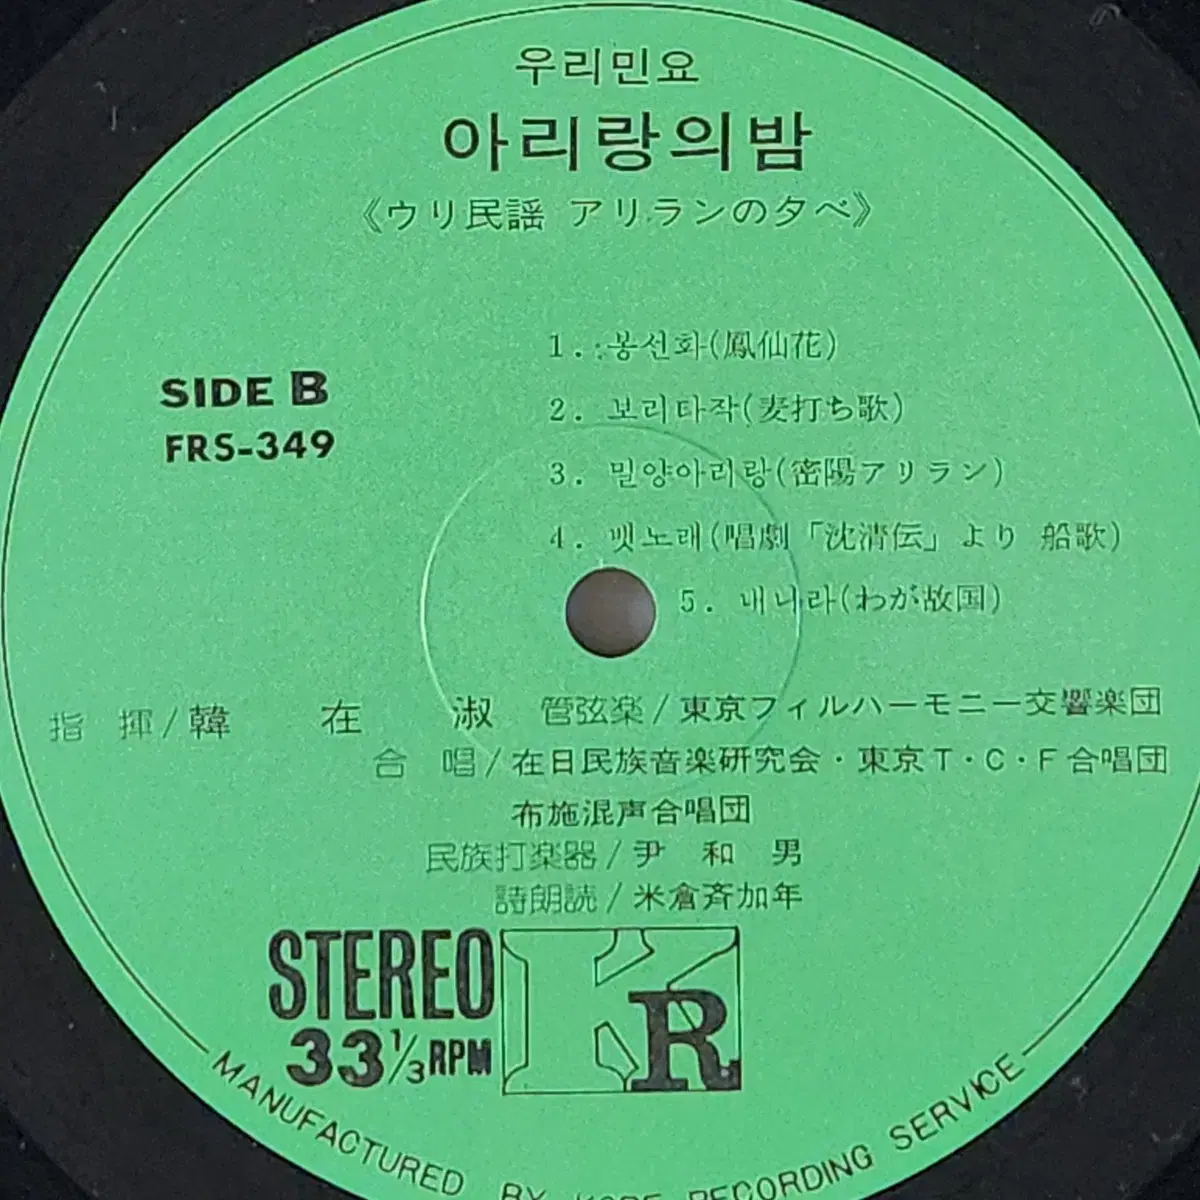 우리민요
아리랑의밤
《ウリ民謡 アリランの夕べ》
SIDE B
FRS-349
1. 봉선화(鳳仙花)
2. 보리타작(麦打ち歌)
3. 밀양아리랑(密陽アリラン)
4. 뱃노래(唱劇「沈清伝」より 船歌)
5. 내나라(わが故国)
指 揮/韓 在 淑 管弦楽/東京フィルハーモニー交響楽団
合 唱/在日民族音楽研究会・東京T・C・F合唱団
布施混声合唱団
民族打楽器/尹 和 男
詩朗読/米倉斉加年
STEREO
33 1/3 RPM
KR
MANUFACTURED BY KOBE RECORDING SERVICE